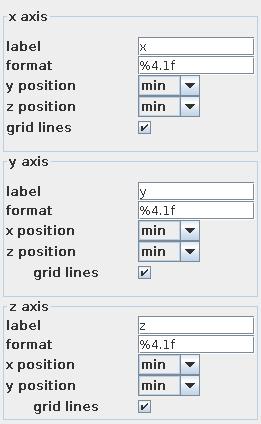 x axis
label x
format %4.1f
y position min
z position min
grid lines
y axis
label y
format %4.1f
x position min
z position min
grid lines
z axis
label z
format %4.1f
x position min
y position min
grid lines